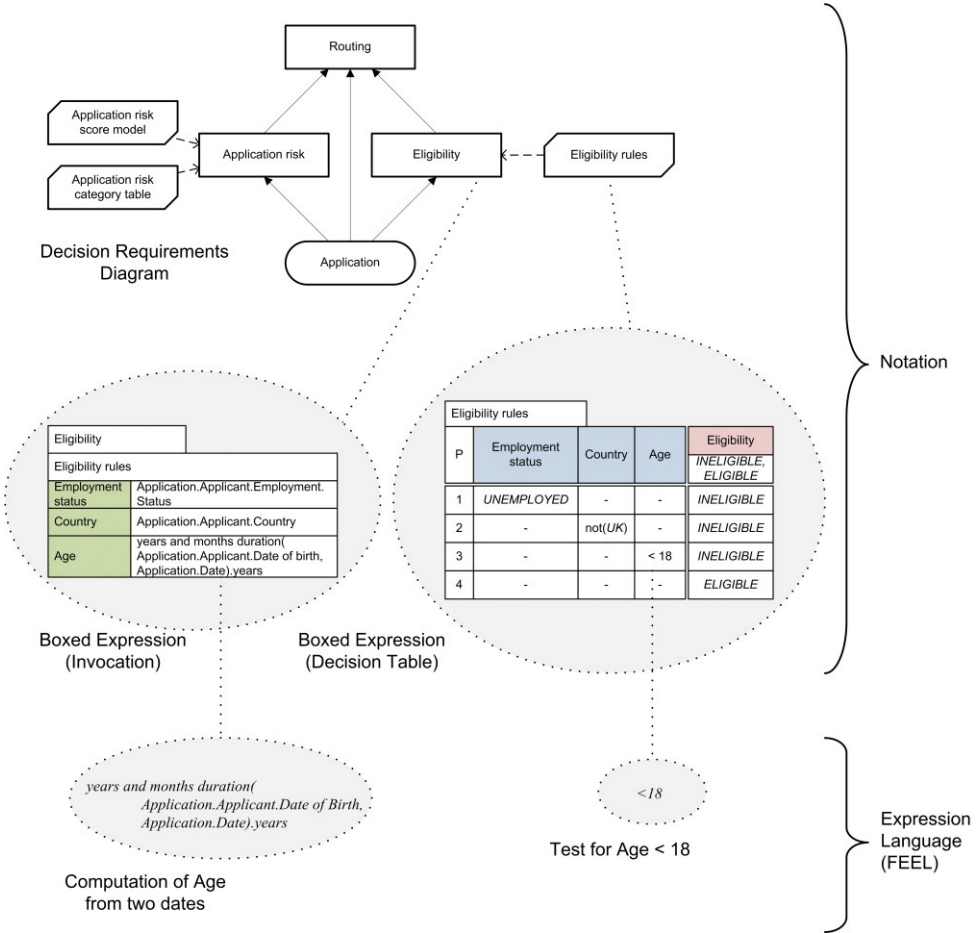 Routing
Application risk
score model
Application risk
Eligibility
Eligibility rules
Application risk
category table
Decision Requirements
Diagram
Application
Notation
Eligibility
Eligibility rules
Employment
status
Application.Applicant.Employment.
Status
Country
Application.Applicant.Country
Age
years and months duration(
Application.Applicant.Date of birth,
Application.Date).years
Boxed Expression
(Invocation)
Eligibility rules
P
Employment
status
Country
Age
Eligibility
INELIGIBLE,
ELIGIBLE
1 UNEMPLOYED - - INELIGIBLE
2 - not(UK) - INELIGIBLE
3 - - < 18 INELIGIBLE
4 - - - ELIGIBLE
Boxed Expression
(Decision Table)
years and months duration(
Application.Applicant.Date of Birth,
Application.Date).years
Computation of Age
from two dates
<18
Test for Age < 18
Expression
Language
(FEEL)